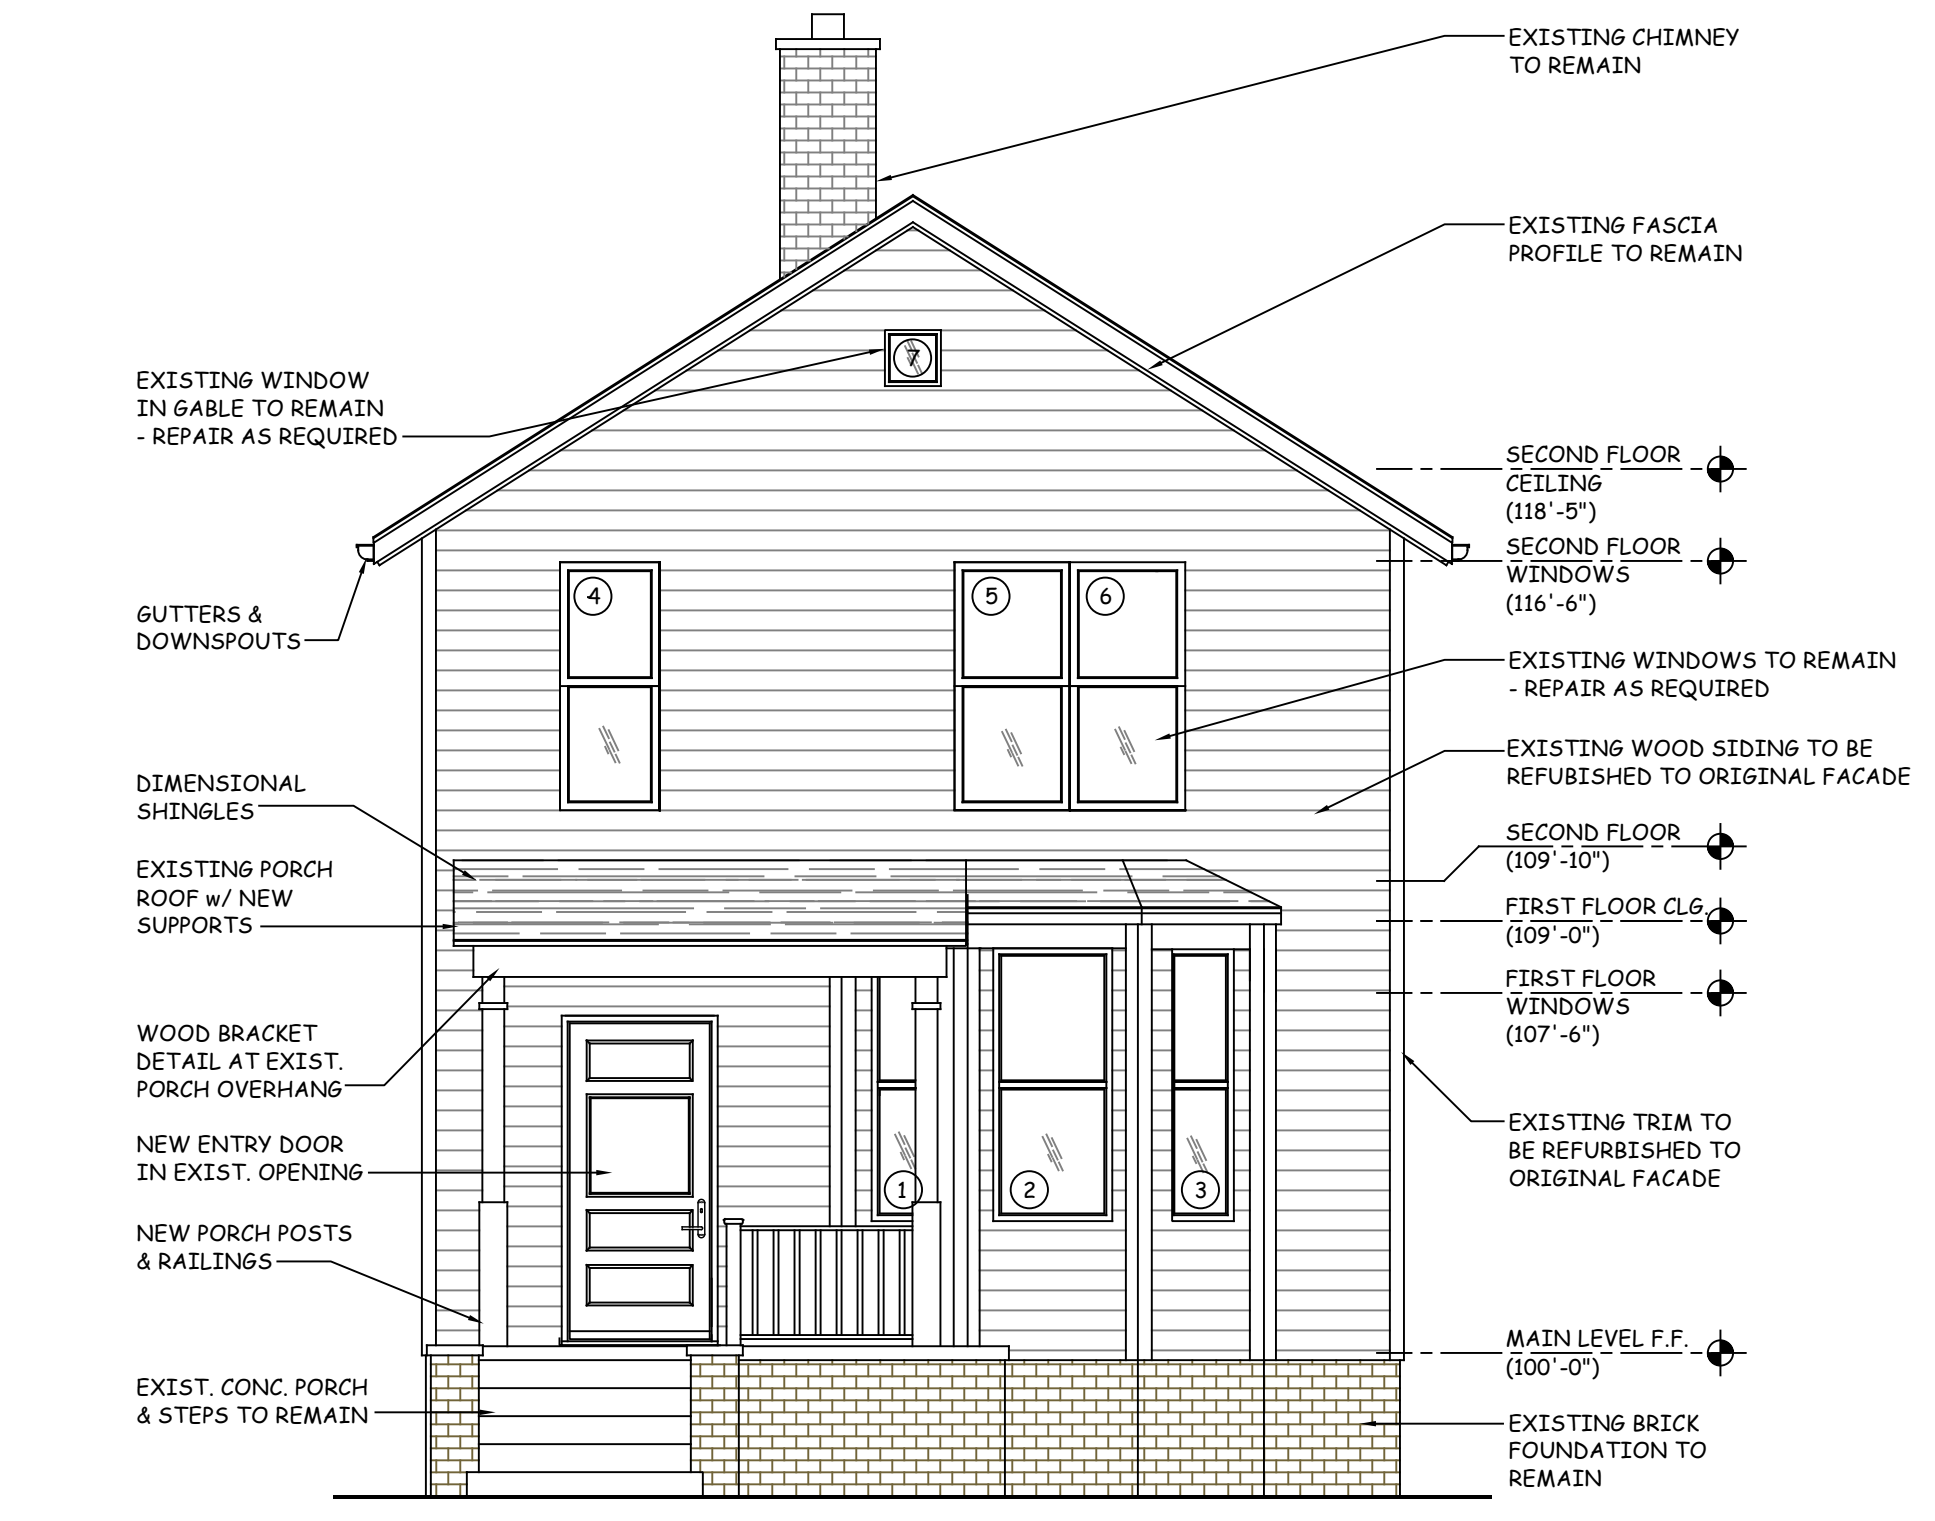 EXISTING CHIMNEY
TO REMAIN
EXISTING FASCIA
PROFILE TO REMAIN
EXISTING WINDOW
IN GABLE TO REMAIN
- REPAIR AS REQUIRED
7
SECOND FLOOR
CEILING
(118'-5")
SECOND FLOOR
WINDOWS
(116'-6")
GUTTERS &
DOWNSPOUTS
4
5
6
EXISTING WINDOWS TO REMAIN
- REPAIR AS REQUIRED
EXISTING WOOD SIDING TO BE
REFUBISHED TO ORIGINAL FACADE
DIMENSIONAL
SHINGLES
SECOND FLOOR
(109'-10")
EXISTING PORCH
ROOF w/ NEW
SUPPORTS
FIRST FLOOR CLG.
(109'-0")
FIRST FLOOR
WINDOWS
(107'-6")
WOOD BRACKET
DETAIL AT EXIST.
PORCH OVERHANG
EXISTING TRIM TO
BE REFURBISHED TO
ORIGINAL FACADE
NEW ENTRY DOOR
IN EXIST. OPENING
1
2
3
NEW PORCH POSTS
& RAILINGS
MAIN LEVEL F.F.
(100'-0")
EXIST. CONC. PORCH
& STEPS TO REMAIN
EXISTING BRICK
FOUNDATION TO
REMAIN